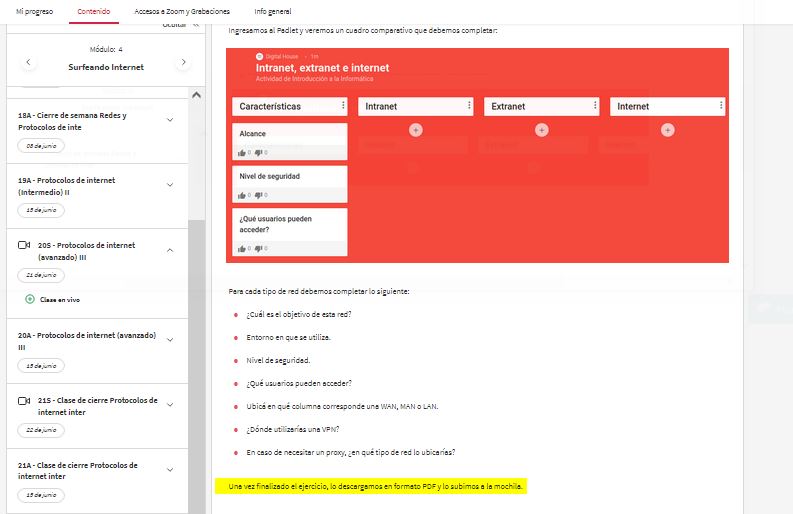 Mi progreso
Contenido
Accesos a Zoom y Grabaciones
Info general
Ocultar
Módulo: 4
Surfeando Internet
18A - Cierre de semana Redes y
Protocolos de inte
08 de junio
19A - Protocolos de internet
(Intermedio) II
15 de junio
20S - Protocolos de internet
(avanzado) III
21 de junio
Clase en vivo
20A - Protocolos de internet (avanzado)
III
15 de junio
21S - Clase de cierre Protocolos de
internet inter
22 de junio
21A - Clase de cierre Protocolos de
internet inter
15 de junio
Ingresamos al Padlet y veremos un cuadro comparativo que debemos completar:
Digital House • 1m
Intranet, extranet e internet
Actividad de Introducción a la informática
Características
Intranet
Extranet
Internet
Alcance
0 0
Nivel de seguridad
0 0
¿Qué usuarios pueden
acceder?
0 0
Para cada tipo de red debemos completar lo siguiente:
¿Cuál es el objetivo de esta red?
Entorno en que se utiliza.
Nivel de seguridad.
¿Qué usuarios pueden acceder?
Ubicá en qué columna corresponde una WAN, MAN o LAN.
¿Dónde utilizarías una VPN?
En caso de necesitar un proxy, ¿en qué tipo de red lo ubicarías?
Una vez finalizado el ejercicio, lo descargamos en formato PDF y lo subimos a la mochila.